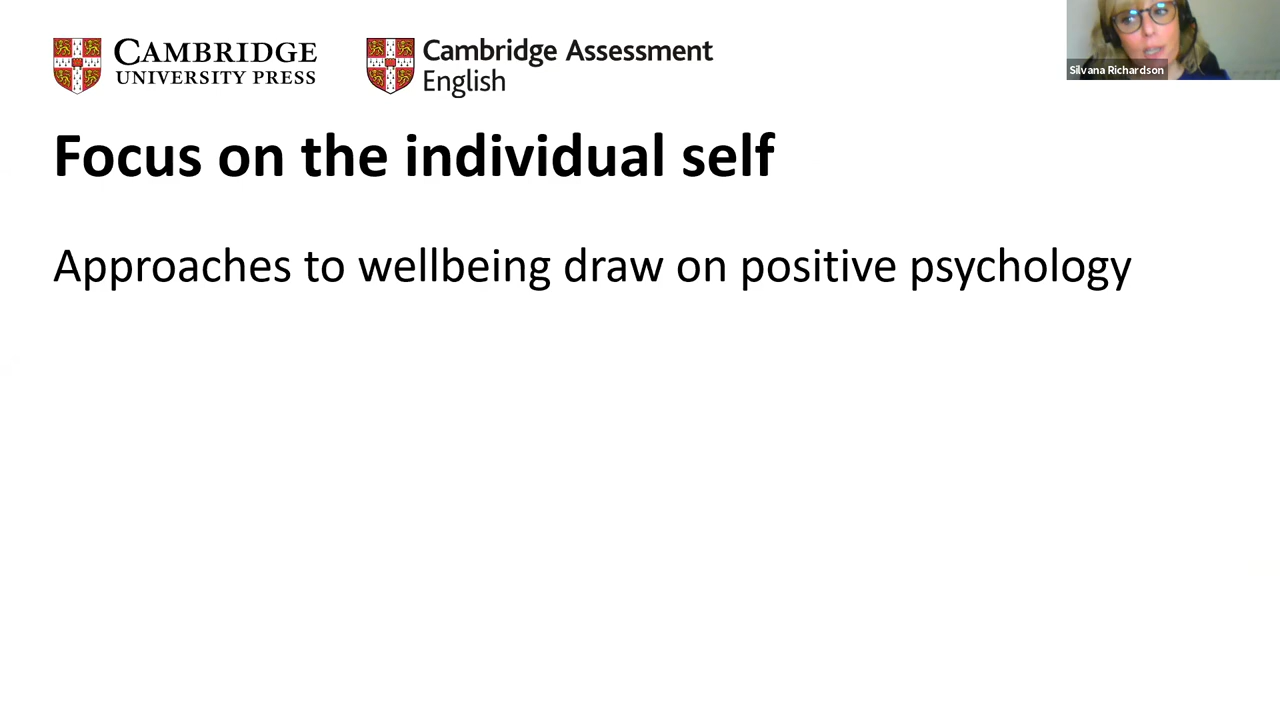 CAMBRIDGE
UNIVERSITY PRESS
Cambridge Assessment
English
Silvana Richardson
Focus on the individual self
Approaches to wellbeing draw on positive psychology